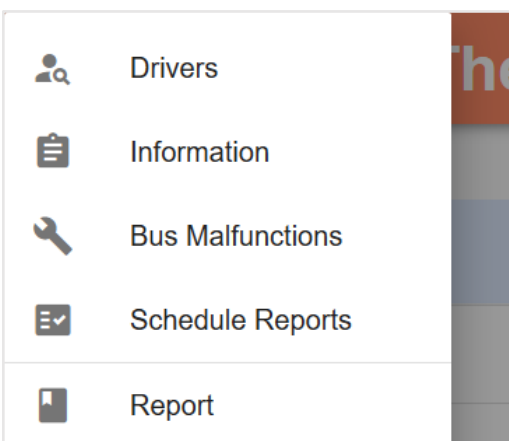 Drivers
Information
Bus Malfunctions
Schedule Reports
Report